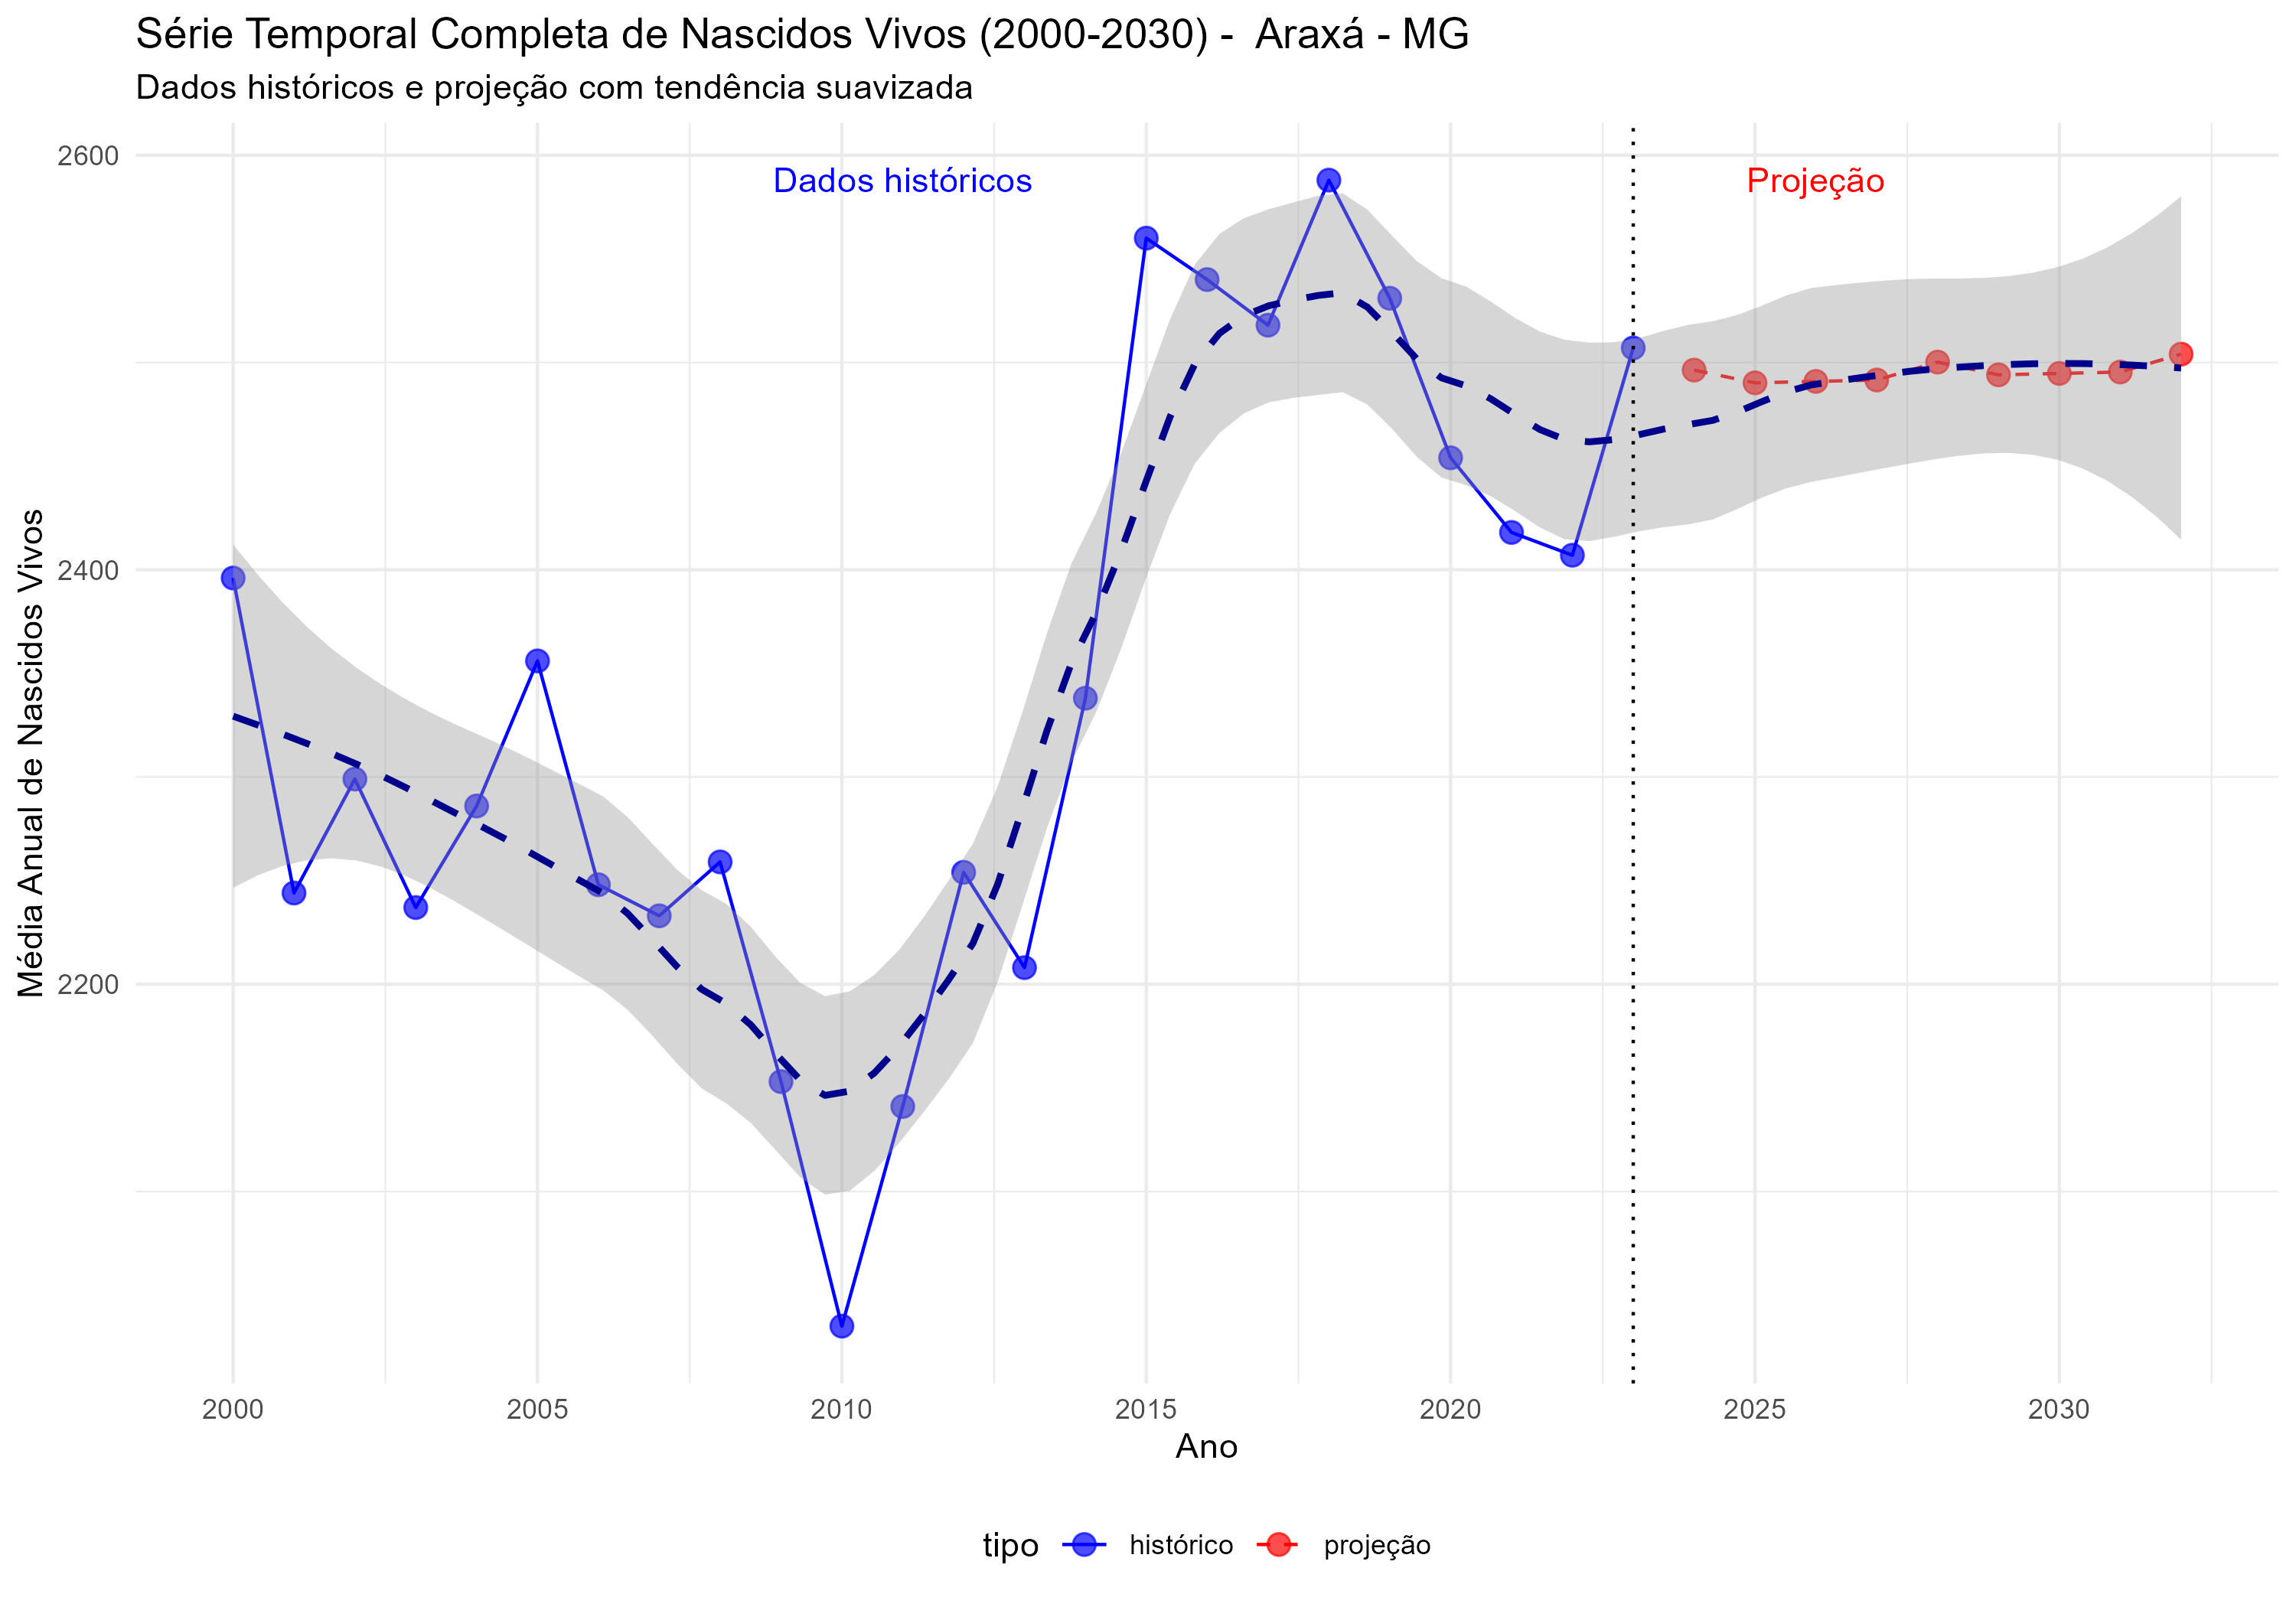 Série Temporal Completa de Nascidos Vivos (2000-2030) -  Araxá - MG
Dados históricos e projeção com tendência suavizada
Média Anual de Nascidos Vivos
2600
2400
2200
Dados históricos
Projeção
2000 2005 2010 2015 2020 2025 2030
Ano
tipo histórico projeção